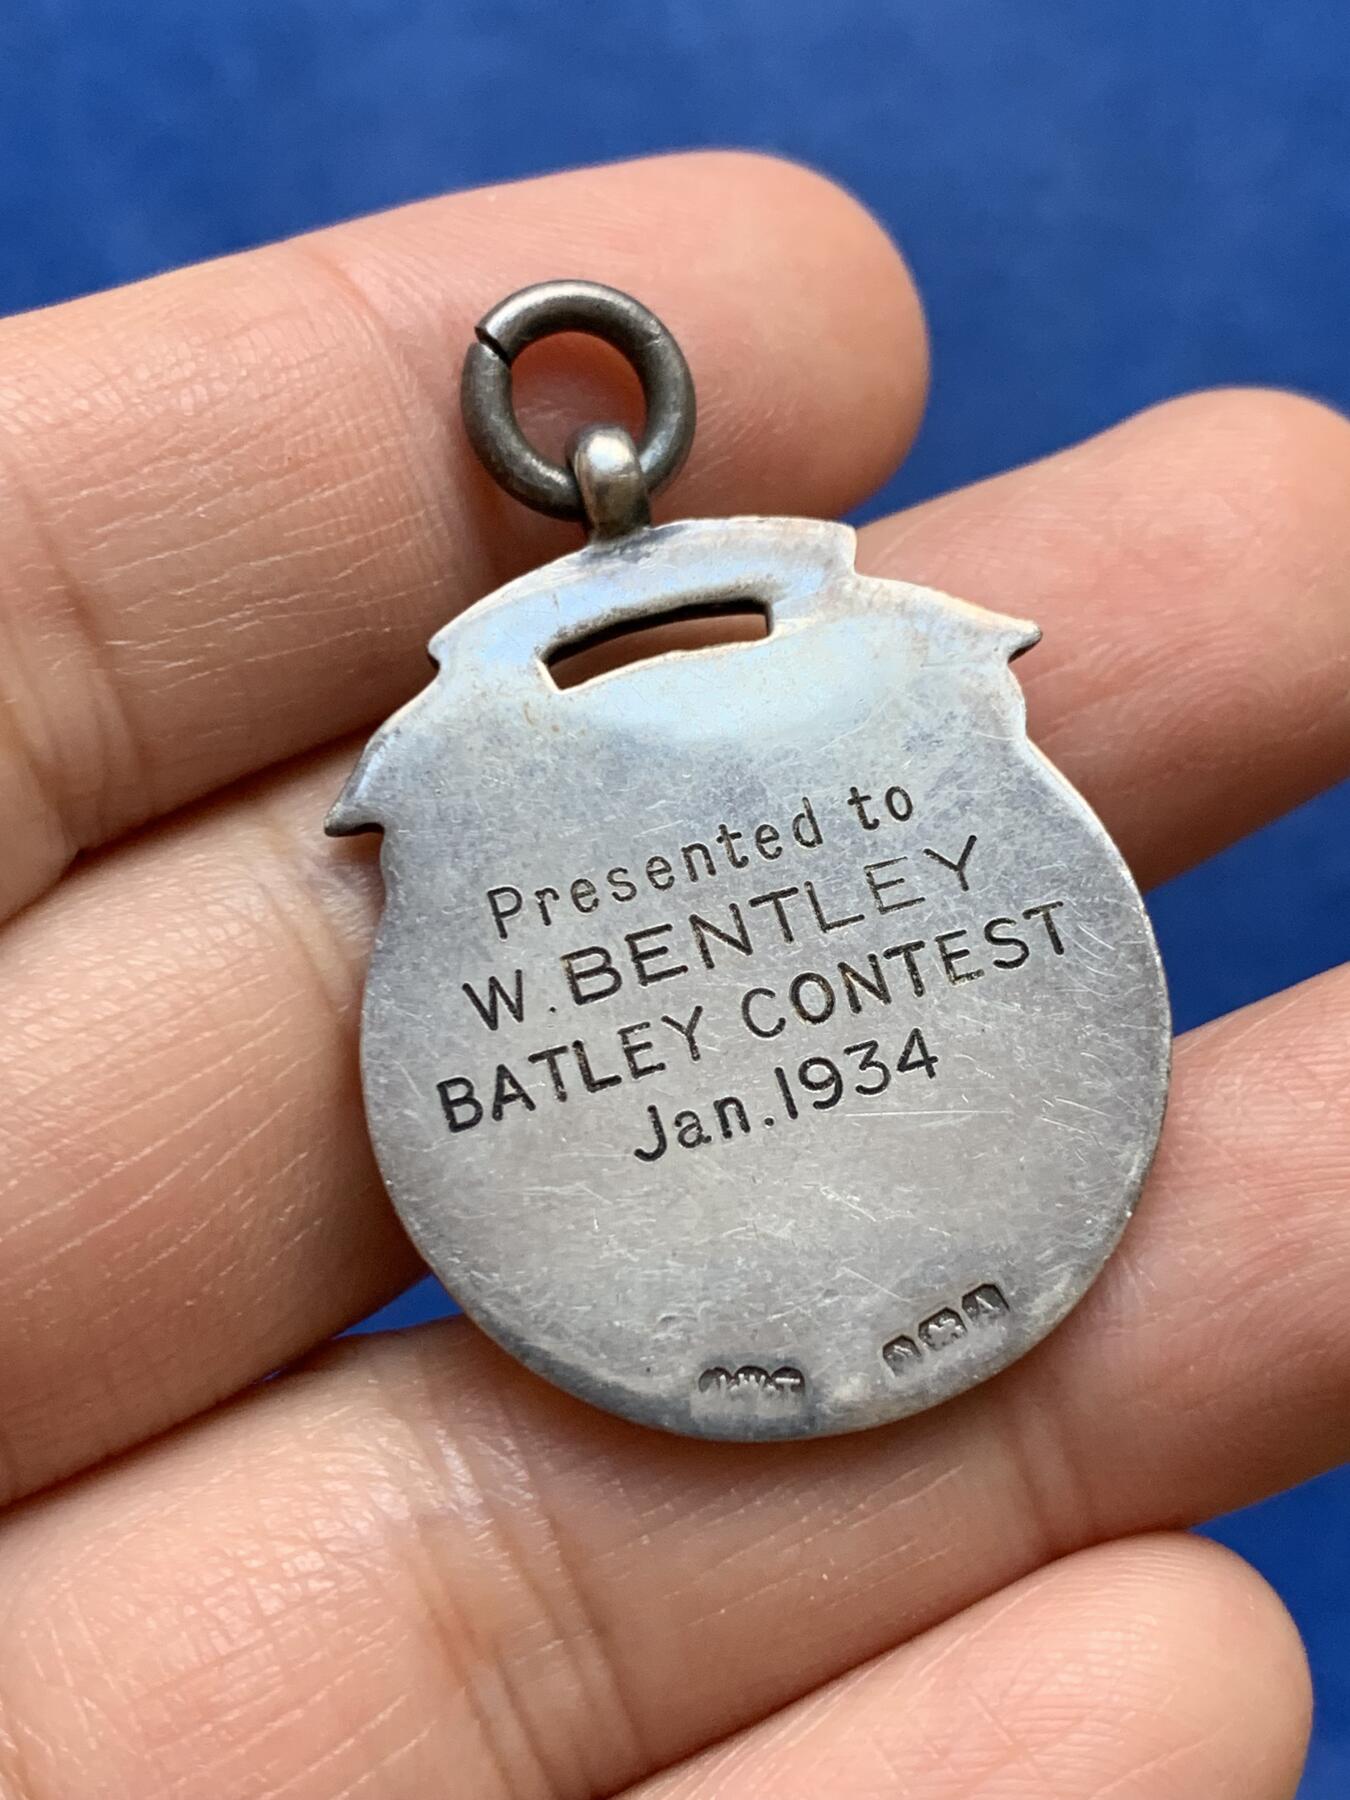 Presented to
W. BENTLEY
BATLEY CONTEST
Jan. 1934